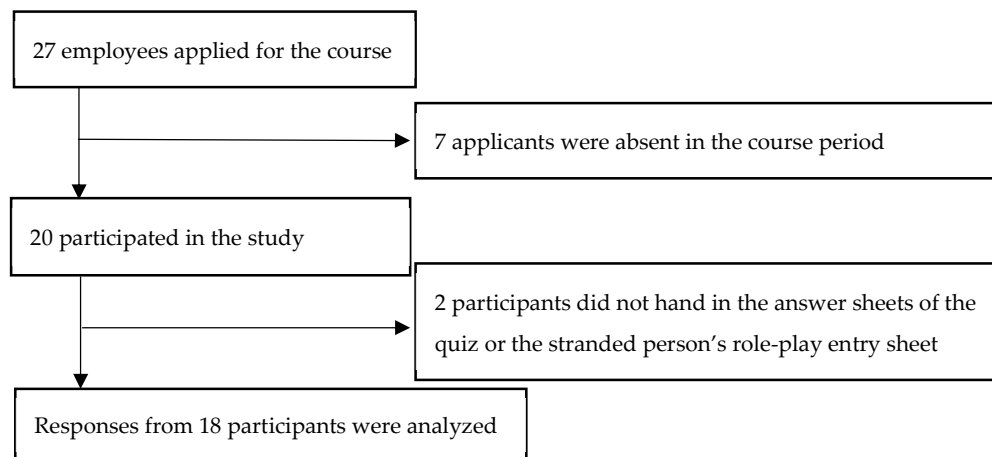 27 employees applied for the course
7 applicants were absent in the course period
20 participated in the study
2 participants did not hand in the answer sheets of the
quiz or the stranded person’s role-play entry sheet
Responses from 18 participants were analyzed